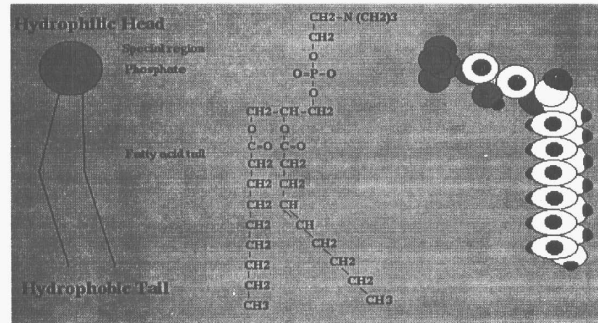 Hydrophilic Head
Special region
Phosphate
Fatty acid tail
Hydrophobic Tail
CH2-N (CH2)3
CH2
O
O=P-O
O
CH2-CH-CH2
O O
C=O C=O
CH2 CH2
CH2 CH2
CH2 CH
CH2 CH
CH2 CH2
CH2 CH2
CH2 CH2
CH3 CH3